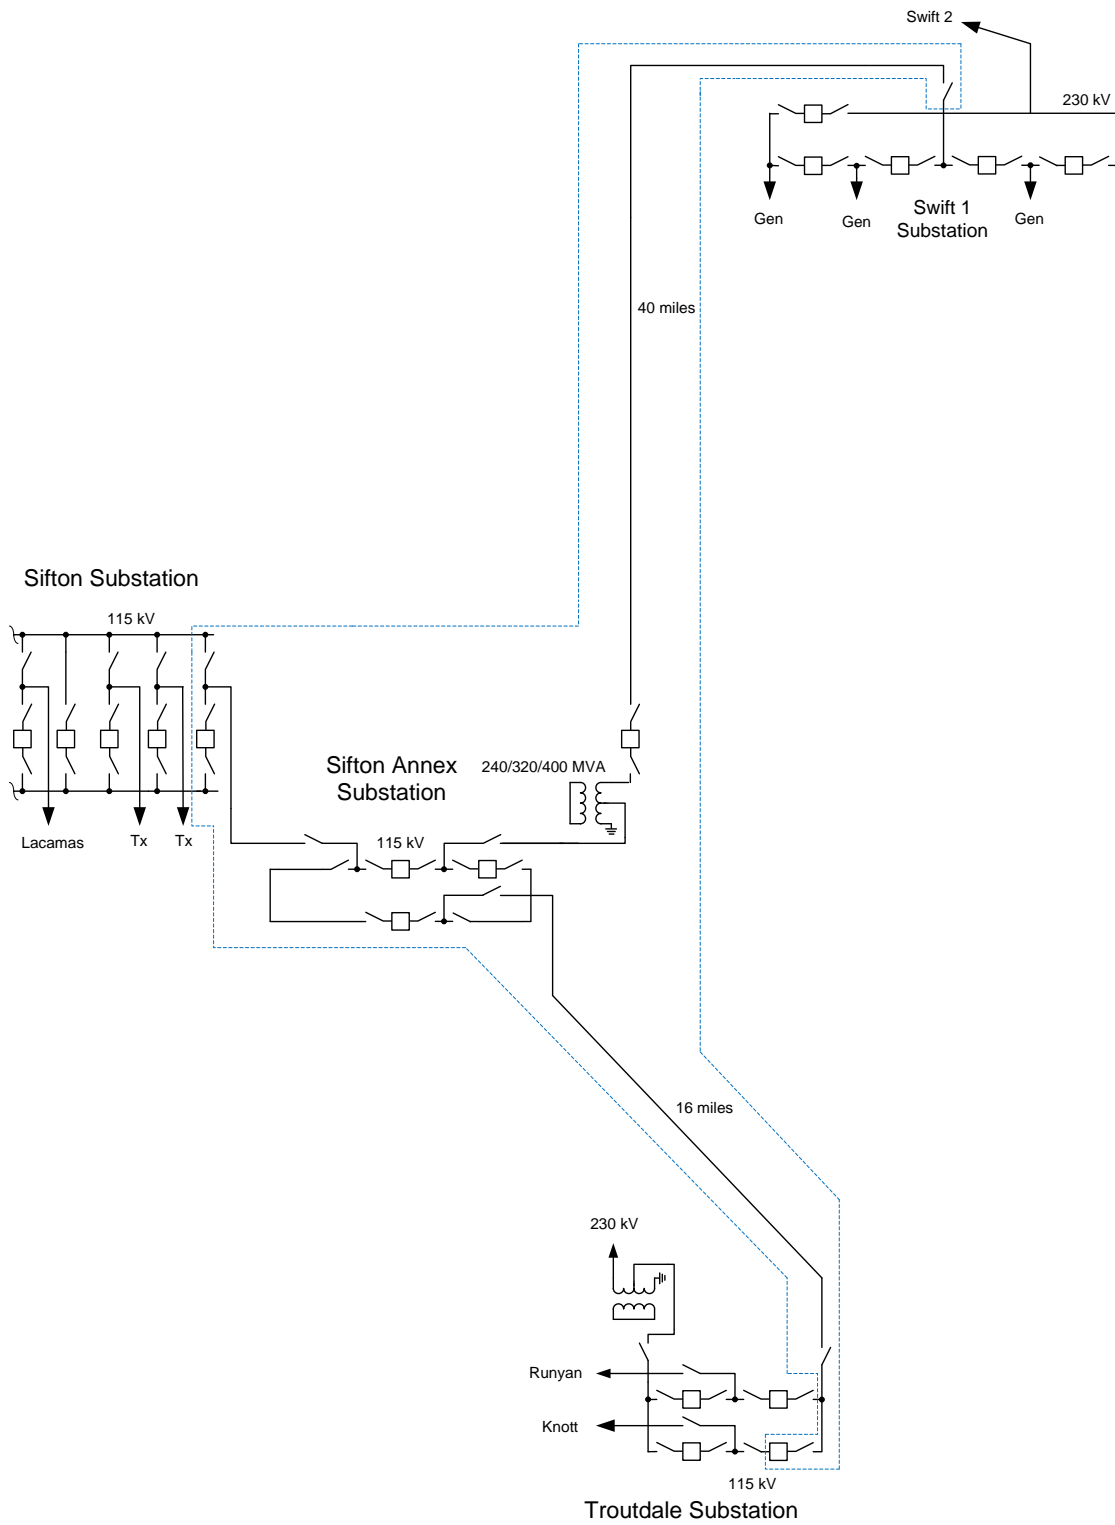 Swift 2
230 kV
Gen
Gen
Gen
Swift 1
Substation
40 miles
Sifton Substation
115 kV
Sifton Annex
Substation
240/320/400 MVA
Lacamas
Tx
Tx
115 kV
16 miles
230 kV
Runyan
Knott
115 kV
Troutdale Substation